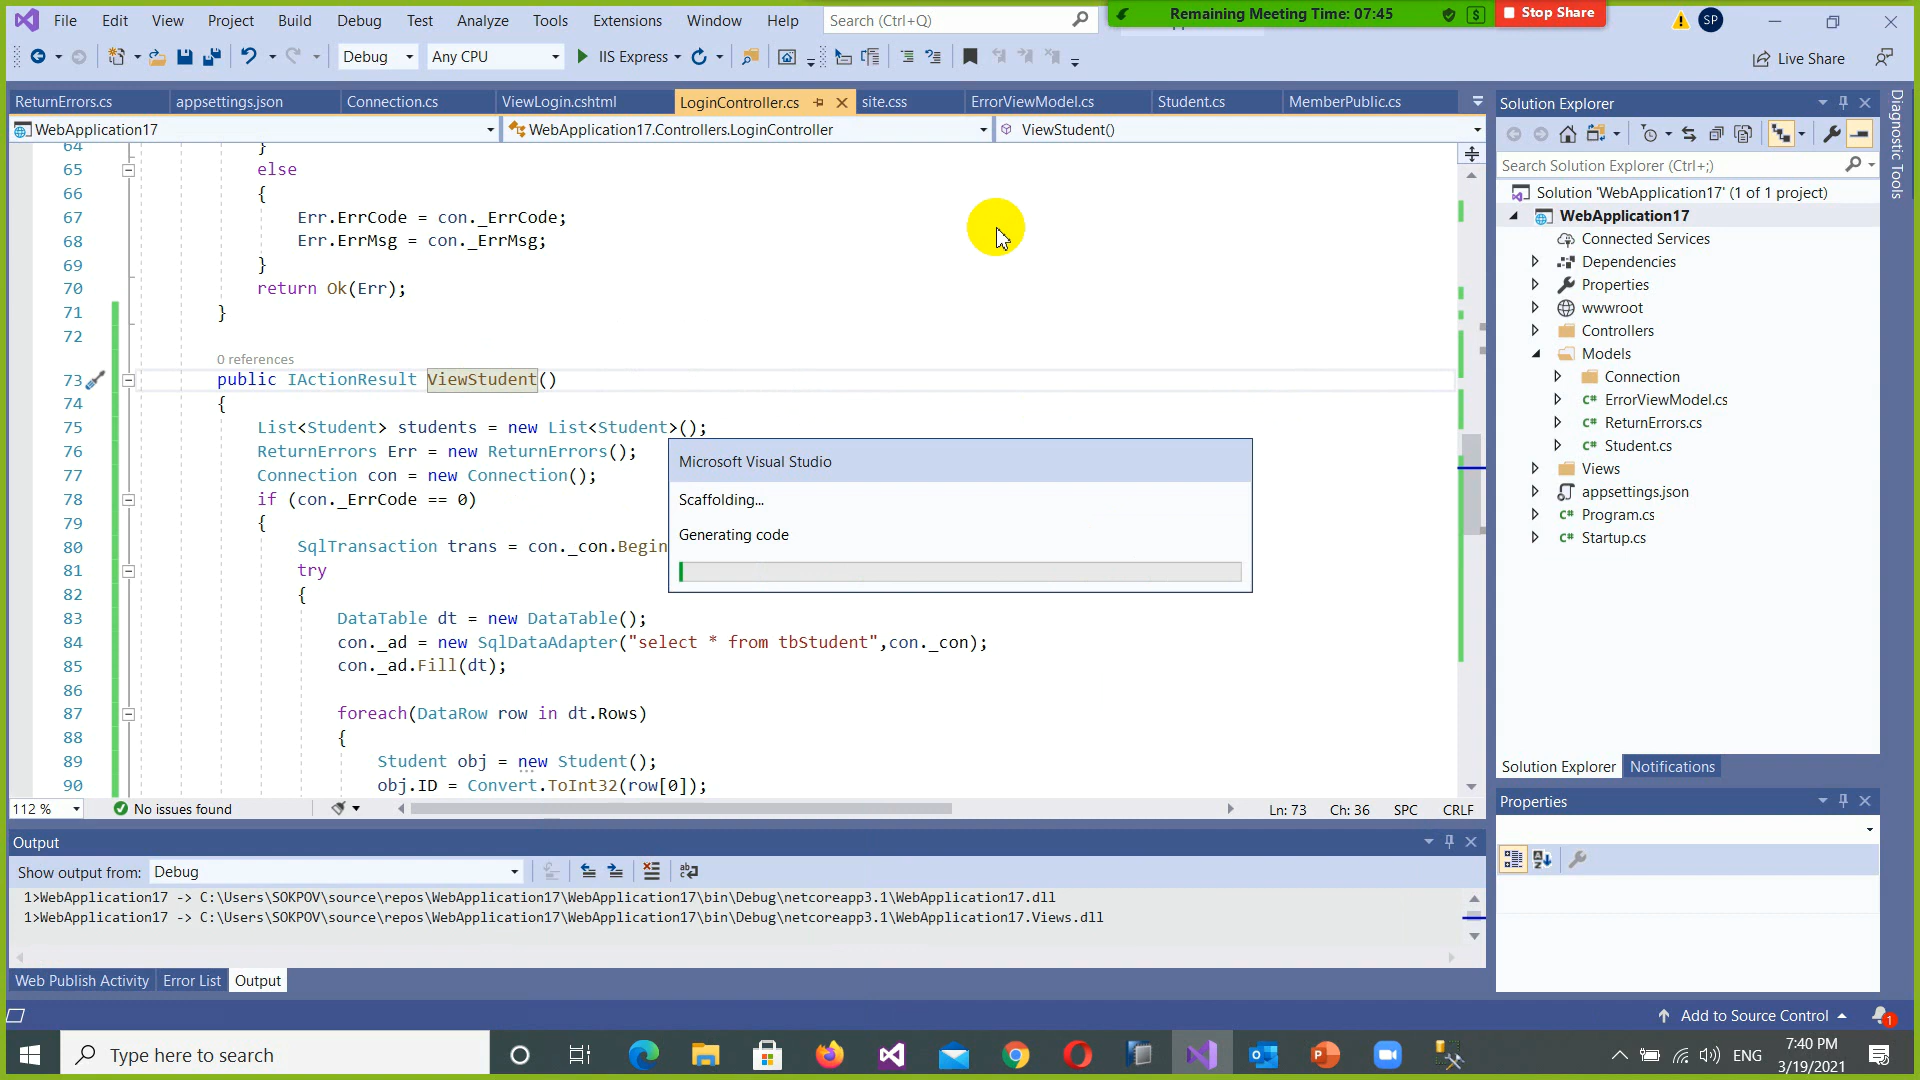 File Edit View Project Build Debug Test Analyze Tools Extensions Window Help Search (Ctrl+Q) Remaining Meeting Time: 07:45 Stop Share SP
Debug Any CPU IIS Express Live Share
ReturnErrors.cs appsettings.json Connection.cs ViewLogin.cshtml LoginController.cs site.css ErrorViewModel.cs Student.cs MemberPublic.cs
WebApplication17 WebApplication17.Controllers.LoginController ViewStudent()
64 }
65 else
66 {
67 Err.ErrCode = con._ErrCode;
68 Err.ErrMsg = con._ErrMsg;
69 }
70 return Ok(Err);
71 }
72
0 references
73 public IActionResult ViewStudent()
74 {
75 List<Student> students = new List<Student>();
76 ReturnErrors Err = new ReturnErrors();
77 Connection con = new Connection();
78 if (con._ErrCode == 0)
79 {
80 SqlTransaction trans = con._con.Begin
81 try
82 {
83 DataTable dt = new DataTable();
84 con._ad = new SqlDataAdapter("select * from tbStudent",con._con);
85 con._ad.Fill(dt);
86
87 foreach(DataRow row in dt.Rows)
88 {
89 Student obj = new Student();
90 obj.ID = Convert.ToInt32(row[0]);
Microsoft Visual Studio
Scaffolding...
Generating code
112 % No issues found Ln: 73 Ch: 36 SPC CRLF
Output
Show output from: Debug
1>WebApplication17 -> C:\Users\SOKPOV\source\repos\WebApplication17\WebApplication17\bin\Debug\netcoreapp3.1\WebApplication17.dll
1>WebApplication17 -> C:\Users\SOKPOV\source\repos\WebApplication17\WebApplication17\bin\Debug\netcoreapp3.1\WebApplication17.Views.dll
Web Publish Activity Error List Output
Solution Explorer
Search Solution Explorer (Ctrl+;)
Solution 'WebApplication17' (1 of 1 project)
WebApplication17
Connected Services
Dependencies
Properties
wwwroot
Controllers
Models
Connection
C# ErrorViewModel.cs
C# ReturnErrors.cs
C# Student.cs
Views
appsettings.json
C# Program.cs
C# Startup.cs
Solution Explorer Notifications
Properties
Diagnostic Tools
Add to Source Control 1
Type here to search
ENG
7:40 PM
3/19/2021